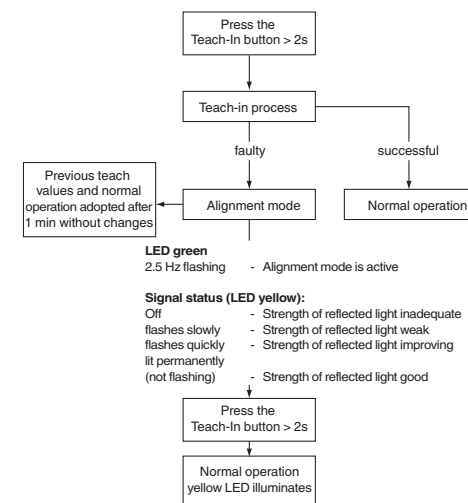 Press the
Teach-In button > 2s
Teach-in process
faulty
successful
Previous teach
values and normal
operation adopted after
1 min without changes
Alignment mode
Normal operation
LED green
2.5 Hz flashing - Alignment mode is active
Signal status (LED yellow):
Off - Strength of reflected light inadequate
flashes slowly - Strength of reflected light weak
flashes quickly - Strength of reflected light improving
lit permanently
(not flashing) - Strength of reflected light good
Press the
Teach-In button > 2s
Normal operation
yellow LED illuminates